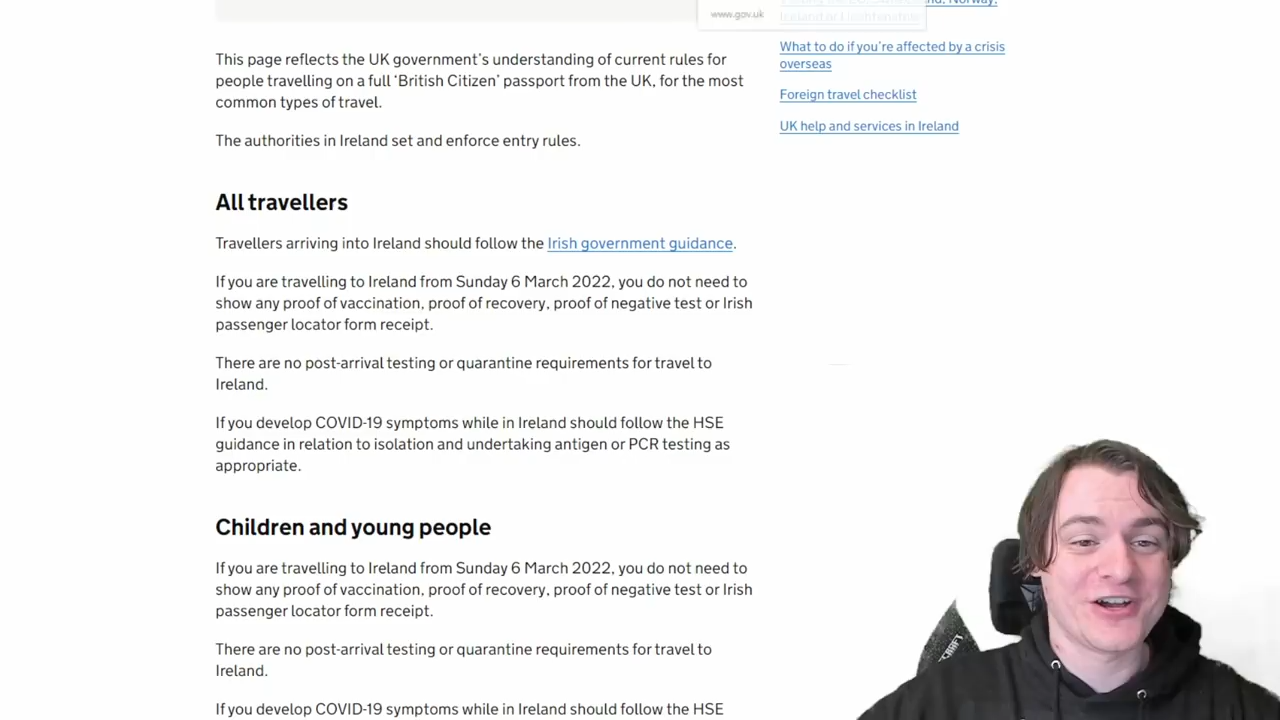 www.gov.uk
Ireland or Liechtenstein
What to do if you're affected by a crisis
overseas
Foreign travel checklist
UK help and services in Ireland
This page reflects the UK government's understanding of current rules for
people travelling on a full ‘British Citizen’ passport from the UK, for the most
common types of travel.
The authorities in Ireland set and enforce entry rules.
All travellers
Travellers arriving into Ireland should follow the Irish government guidance.
If you are travelling to Ireland from Sunday 6 March 2022, you do not need to
show any proof of vaccination, proof of recovery, proof of negative test or Irish
passenger locator form receipt.
There are no post-arrival testing or quarantine requirements for travel to
Ireland.
If you develop COVID-19 symptoms while in Ireland should follow the HSE
guidance in relation to isolation and undertaking antigen or PCR testing as
appropriate.
Children and young people
If you are travelling to Ireland from Sunday 6 March 2022, you do not need to
show any proof of vaccination, proof of recovery, proof of negative test or Irish
passenger locator form receipt.
There are no post-arrival testing or quarantine requirements for travel to
Ireland.
If you develop COVID-19 symptoms while in Ireland should follow the HSE